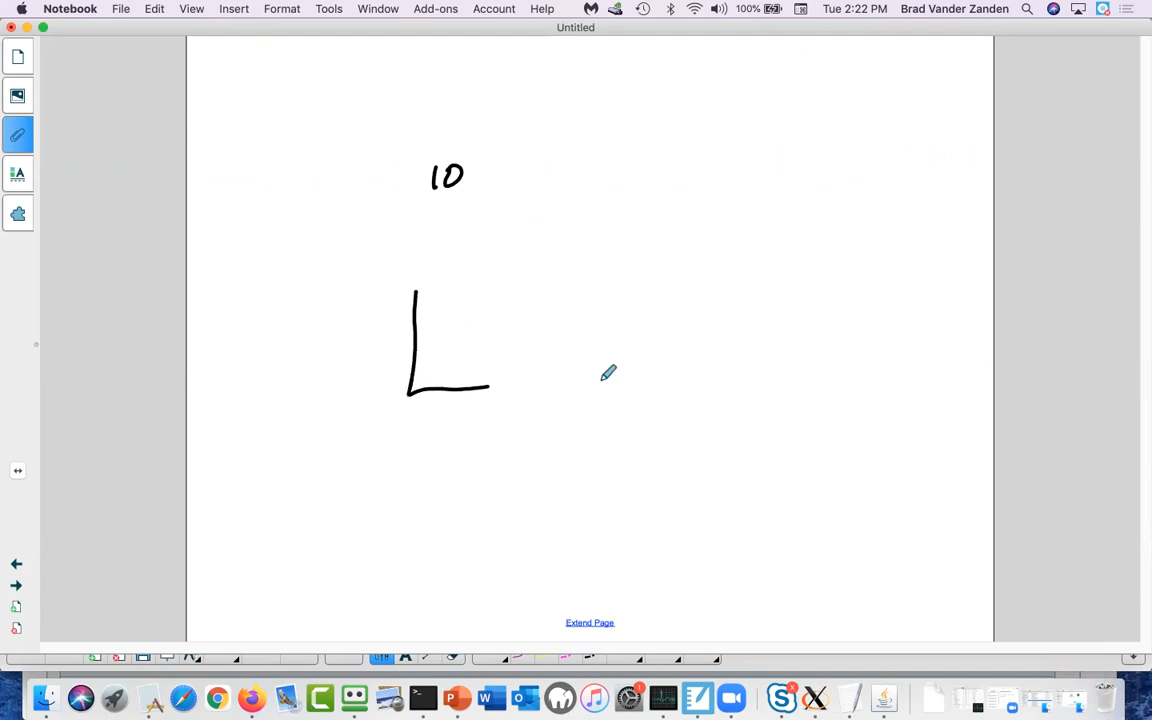 Notebook File Edit View Insert Format Tools Window Add-ons Account Help 100% Tue 2:22 PM Brad Vander Zanden
Untitled
10
Extend Page